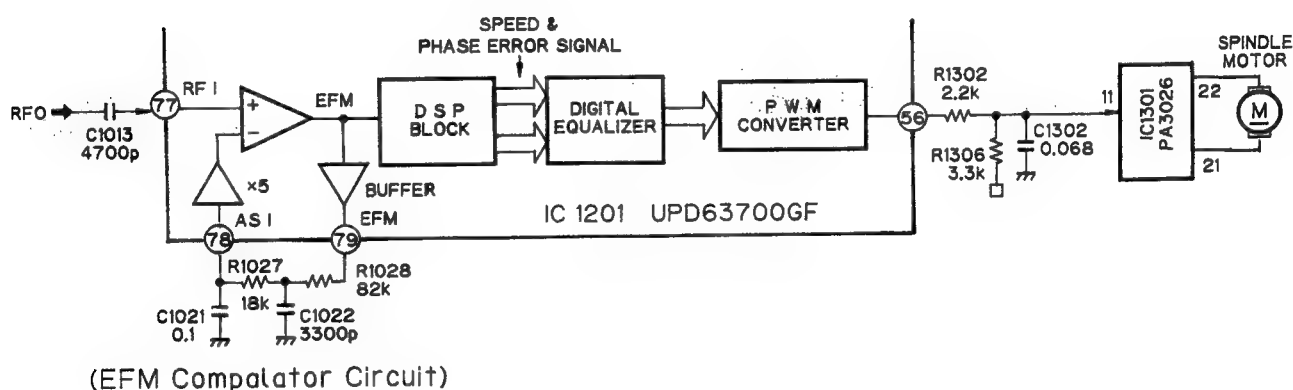 SPEED &
PHASE ERROR SIGNAL
SPINDLE
MOTOR
RFO
C1013
4700p
77
RF I
+
−
EFM
DSP
BLOCK
DIGITAL
EQUALIZER
PWM
CONVERTER
56
R1302
2.2k
R1306
3.3k
C1302
0.068
11
IC1301
PA3026
22
21
M
×5
BUFFER
AS I
EFM
78
79
IC 1201 UPD63700GF
R1027
18k
R1028
82k
C1021
0.1
C1022
3300p
(EFM Compalator Circuit)